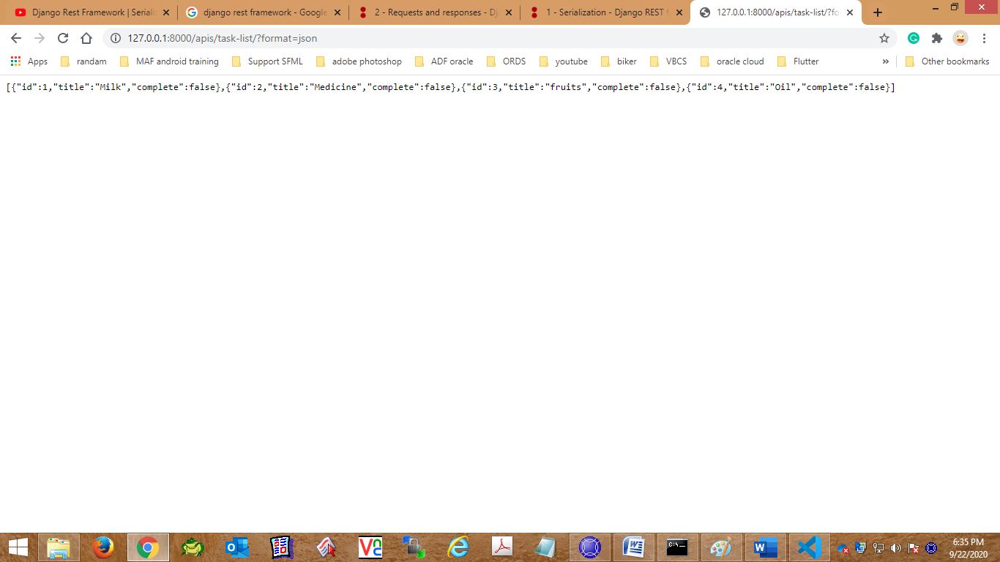 Django Rest Framework | Seriali django rest framework - Google 2 - Requests and responses - Dj 1 - Serialization - Django REST f 127.0.0.1:8000/apis/task-list/?fo
127.0.0.1:8000/apis/task-list/?format=json
Apps randam MAF android training Support SFML adobe photoshop ADF oracle ORDS youtube biker VBCS oracle cloud Flutter » Other bookmarks
[{"id":1,"title":"Milk","complete":false},{"id":2,"title":"Medicine","complete":false},{"id":3,"title":"fruits","complete":false},{"id":4,"title":"Oil","complete":false}]
6:35 PM
9/22/2020